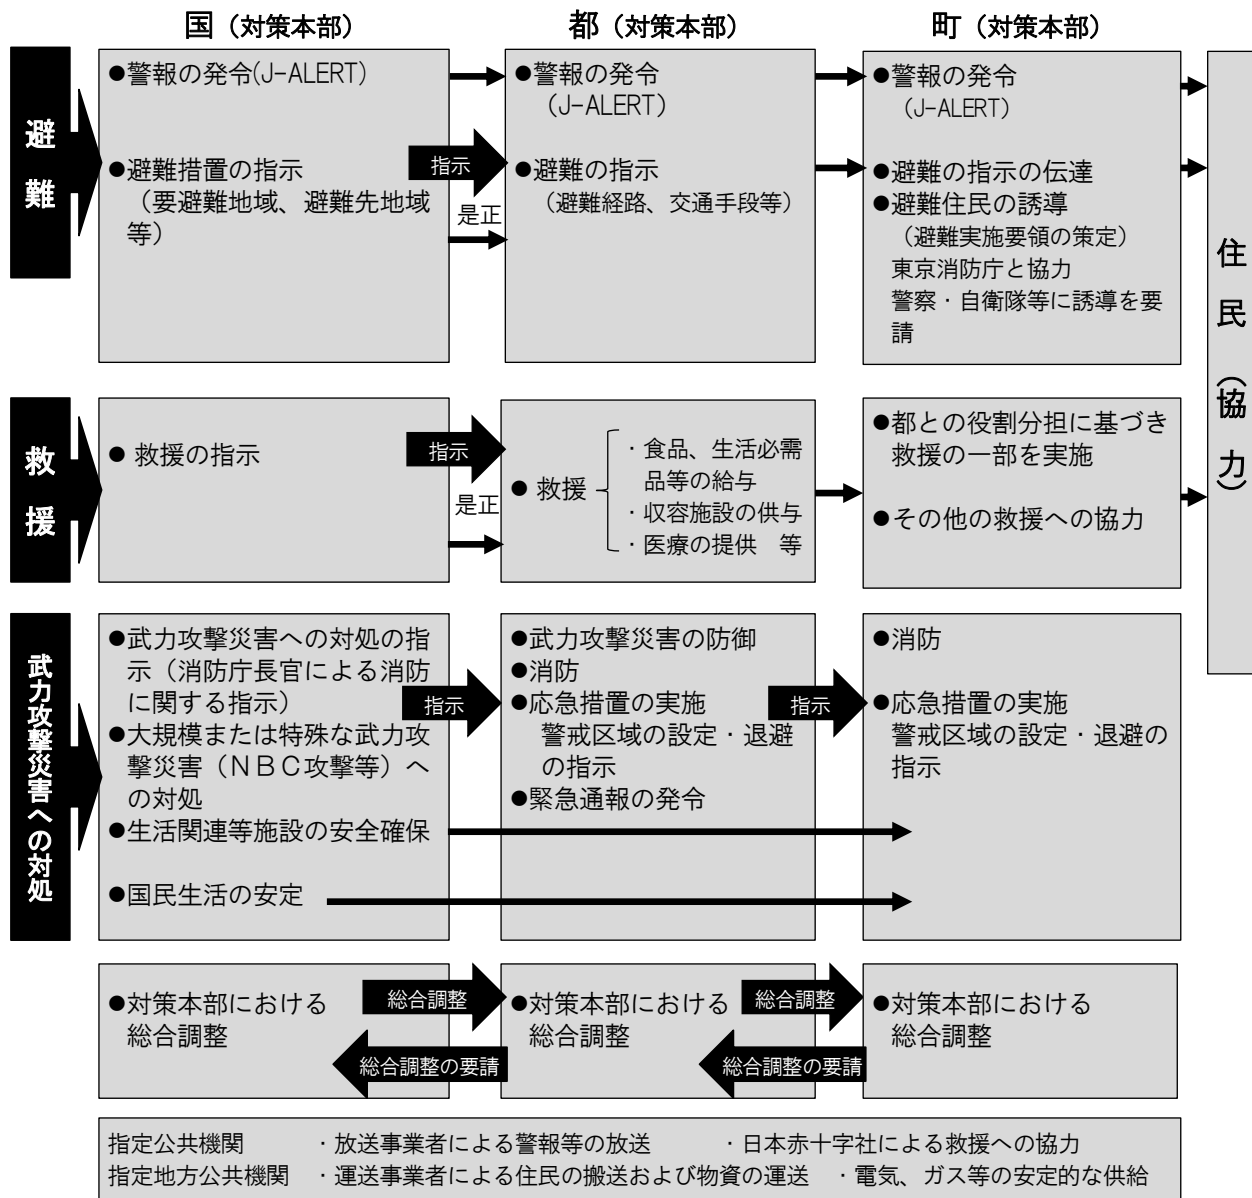 国（対策本部）
都（対策本部）
町（対策本部）
避難
●警報の発令(J-ALERT)
●避難措置の指示
（要避難地域、避難先地域
等）
指示
是正
●警報の発令
（J-ALERT）
●避難の指示
（避難経路、交通手段等）
●警報の発令
（J-ALERT）
●避難の指示の伝達
●避難住民の誘導
（避難実施要領の策定）
東京消防庁と協力
警察・自衛隊等に誘導を要
請
住民（協力）
救援
● 救援の指示
指示
是正
● 救援
・食品、生活必需
品等の給与
・収容施設の供与
・医療の提供　等
●都との役割分担に基づき
救援の一部を実施
●その他の救援への協力
武力攻撃災害への対処
●武力攻撃災害への対処の指
示（消防庁長官による消防
に関する指示）
●大規模または特殊な武力攻
撃災害（ＮＢＣ攻撃等）へ
の対処
●生活関連等施設の安全確保
●国民生活の安定
指示
●武力攻撃災害の防御
●消防
●応急措置の実施
警戒区域の設定・退避
の指示
●緊急通報の発令
指示
●消防
●応急措置の実施
警戒区域の設定・退避の
指示
●対策本部における
総合調整
総合調整
総合調整の要請
●対策本部における
総合調整
総合調整
総合調整の要請
●対策本部における
総合調整
指定公共機関　・放送事業者による警報等の放送　・日本赤十字社による救援への協力
指定地方公共機関　・運送事業者による住民の搬送および物資の運送　・電気、ガス等の安定的な供給